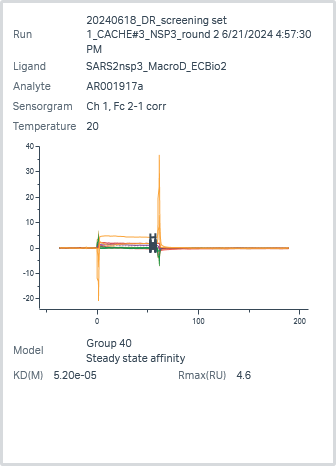 20240618_DR_screening set
Run 1_CACHE#3_NSP3_round 2 6/21/2024 4:57:30
PM
Ligand SARS2nsp3_MacroD_ECBio2
Analyte AR001917a
Sensorgram Ch 1, Fc 2-1 corr
Temperature 20
40
30
20
10
0
-10
-20
0 100 200
Group 40
Model
Steady state affinity
KD(M) 5.20e-05 Rmax(RU) 4.6